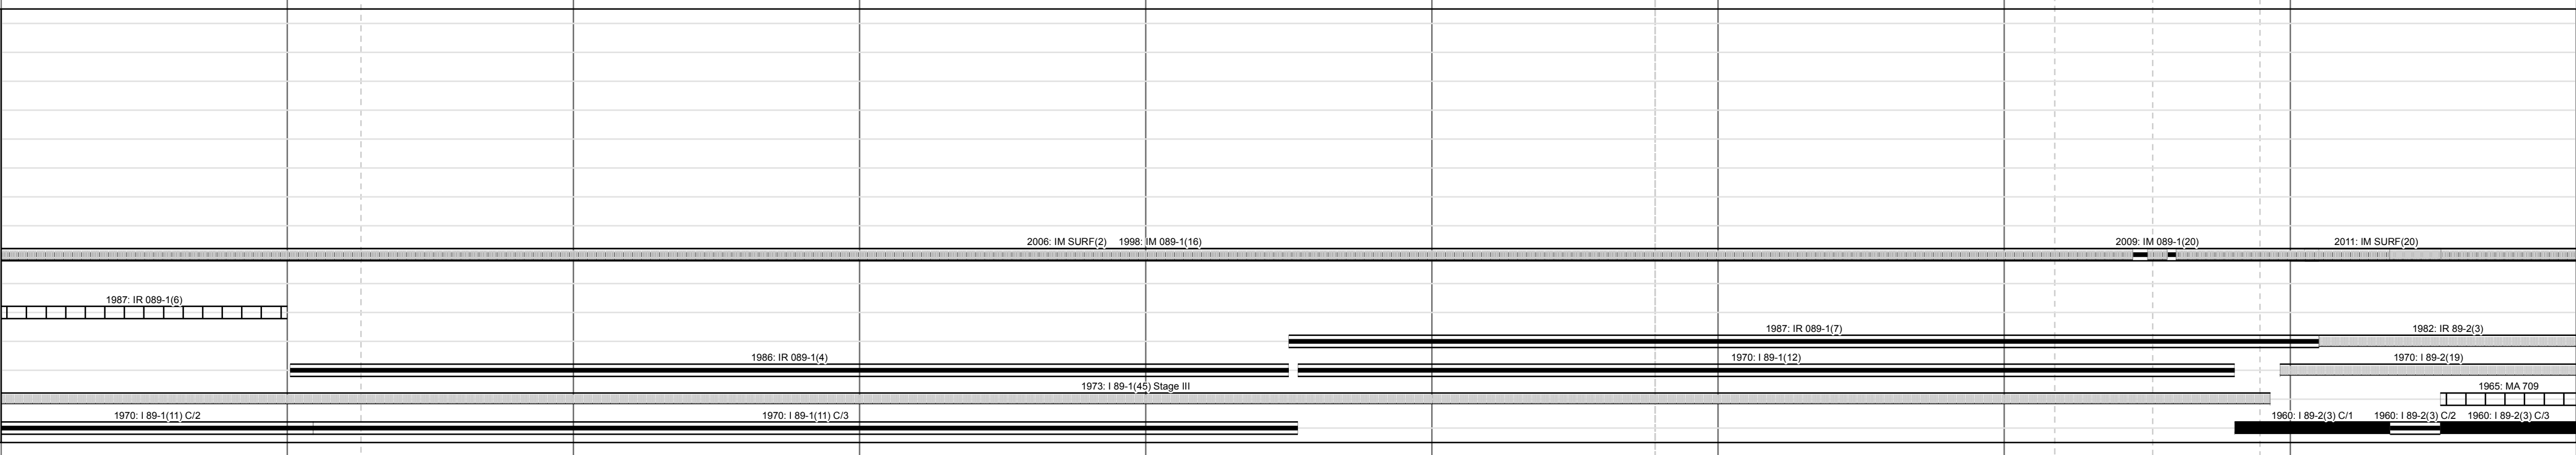 2006: IM SURF(2) 1998: IM 089-1(16) 2009: IM 089-1(20) 2011: IM SURF(20)
1987: IR 089-1(6)
1987: IR 089-1(7) 1982: IR 89-2(3)
1986: IR 089-1(4) 1970: I 89-1(12) 1970: I 89-2(19)
1973: I 89-1(45) Stage III 1965: MA 709
1970: I 89-1(11) C/2 1970: I 89-1(11) C/3 1960: I 89-2(3) C/1 1960: I 89-2(3) C/2 1960: I 89-2(3) C/3